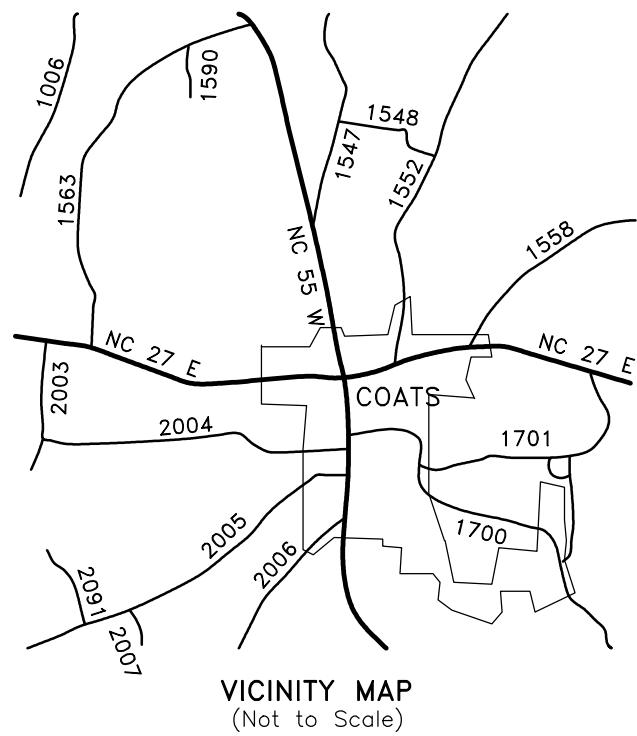 1006
1590
1548
1547
1552
1563
1558
NC 55 W
NC 27 E
NC 27 E
2003
COATS
2004
1701
2005
1700
2006
2091
2007
VICINITY MAP
(Not to Scale)